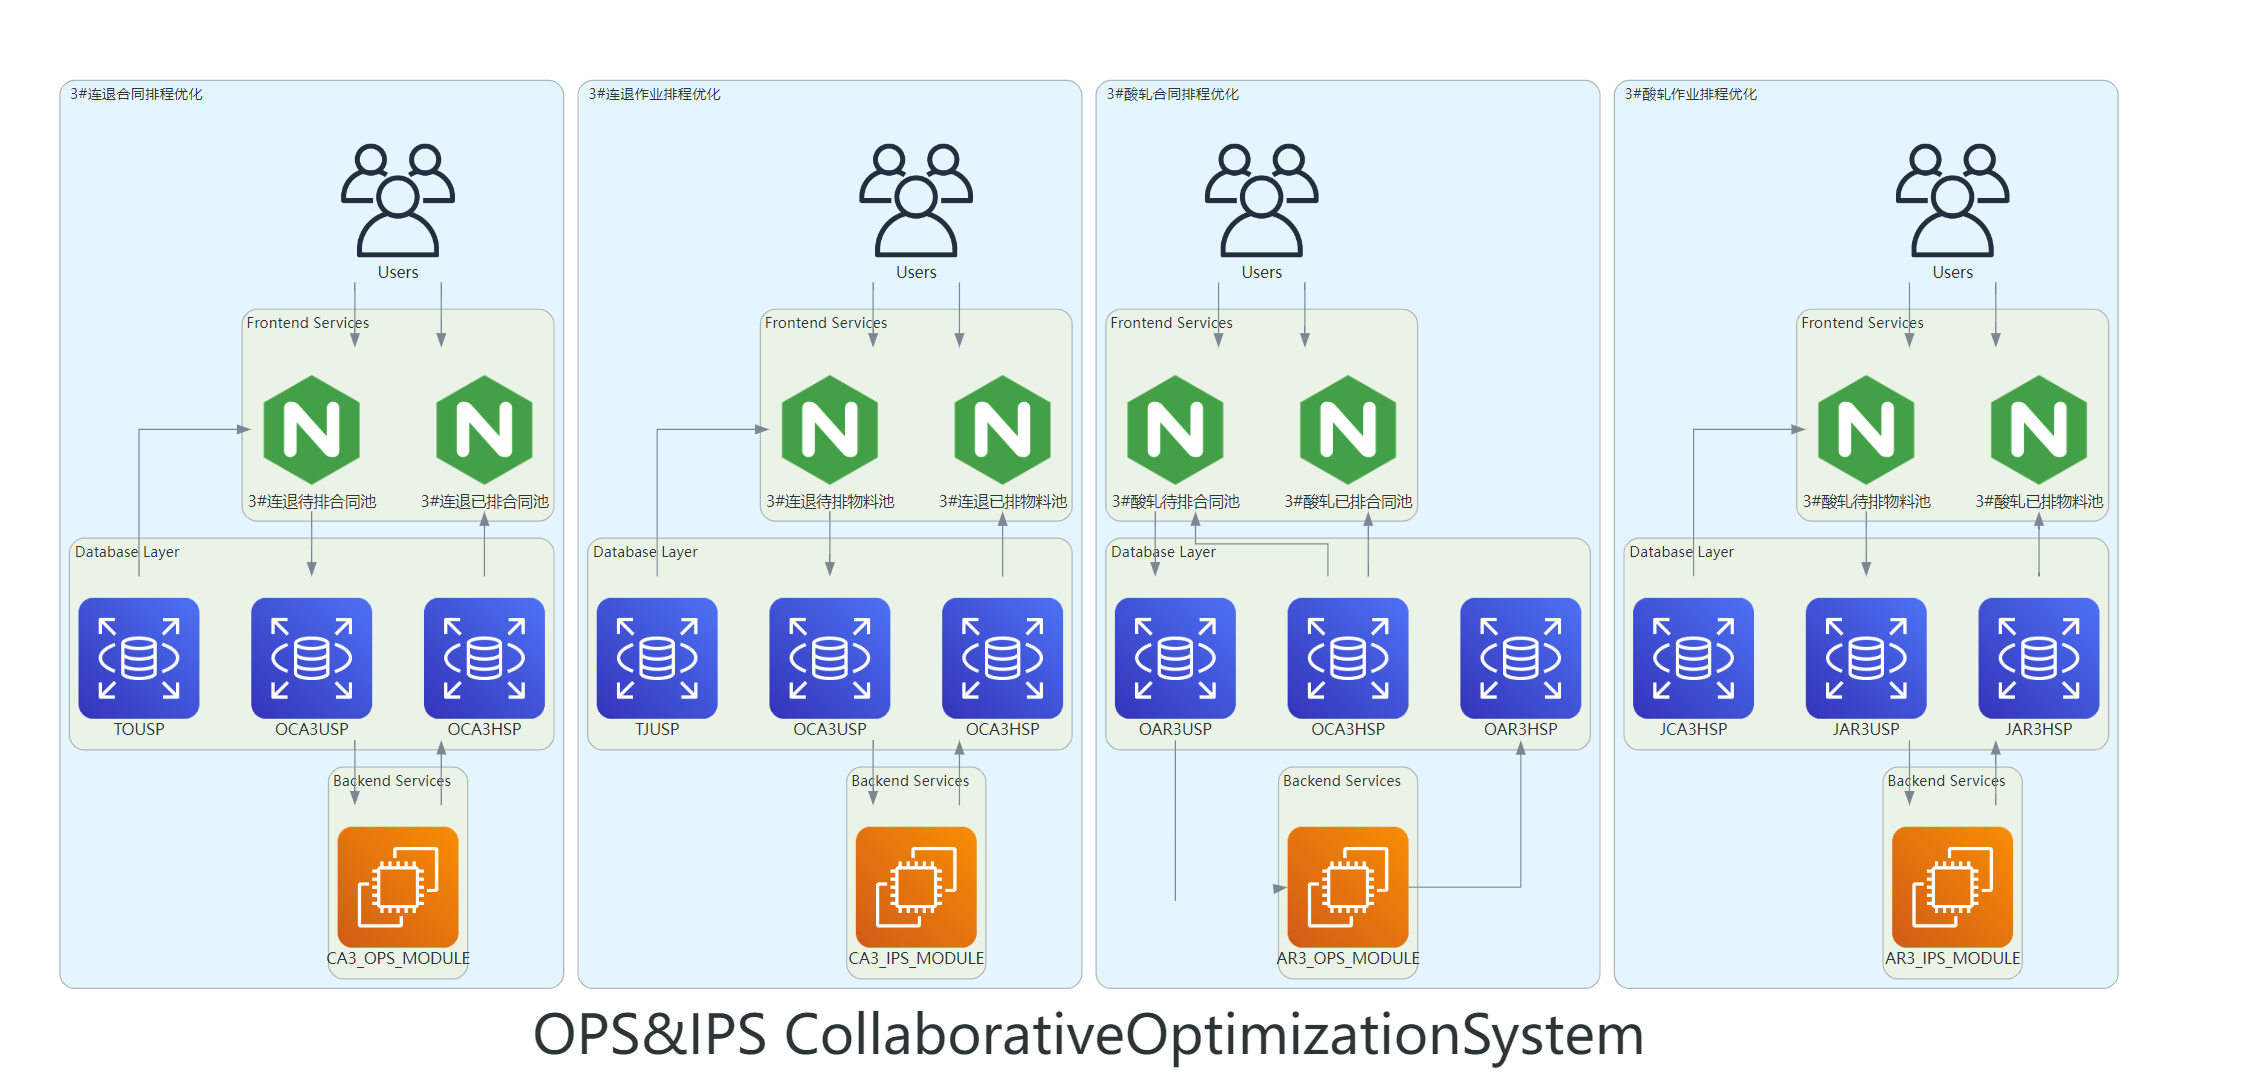 3#连退合同排程优化
Users
Frontend Services
3#连退待排合同池
3#连退已排合同池
Database Layer
TOUSP
OCA3USP
OCA3HSP
Backend Services
CA3_OPS_MODULE
3#连退作业排程优化
Users
Frontend Services
3#连退待排物料池
3#连退已排物料池
Database Layer
TJUSP
OCA3USP
OCA3HSP
Backend Services
CA3_IPS_MODULE
3#酸轧合同排程优化
Users
Frontend Services
3#酸轧待排合同池
3#酸轧已排合同池
Database Layer
OAR3USP
OCA3HSP
OAR3HSP
Backend Services
AR3_OPS_MODULE
3#酸轧作业排程优化
Users
Frontend Services
3#酸轧待排物料池
3#酸轧已排物料池
Database Layer
JCA3HSP
JAR3USP
JAR3HSP
Backend Services
AR3_IPS_MODULE
OPS&IPS CollaborativeOptimizationSystem